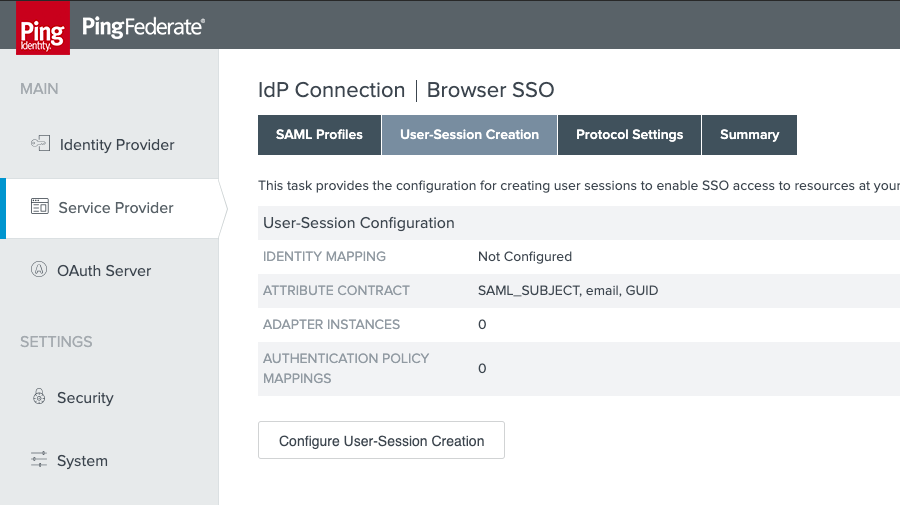 Ping
Identity.
PingFederate®
MAIN
Identity Provider
Service Provider
OAuth Server
SETTINGS
Security
System
IdP Connection | Browser SSO
SAML Profiles User-Session Creation Protocol Settings Summary
This task provides the configuration for creating user sessions to enable SSO access to resources at your
User-Session Configuration
IDENTITY MAPPING Not Configured
ATTRIBUTE CONTRACT SAML_SUBJECT, email, GUID
ADAPTER INSTANCES 0
AUTHENTICATION POLICY
MAPPINGS 0
Configure User-Session Creation